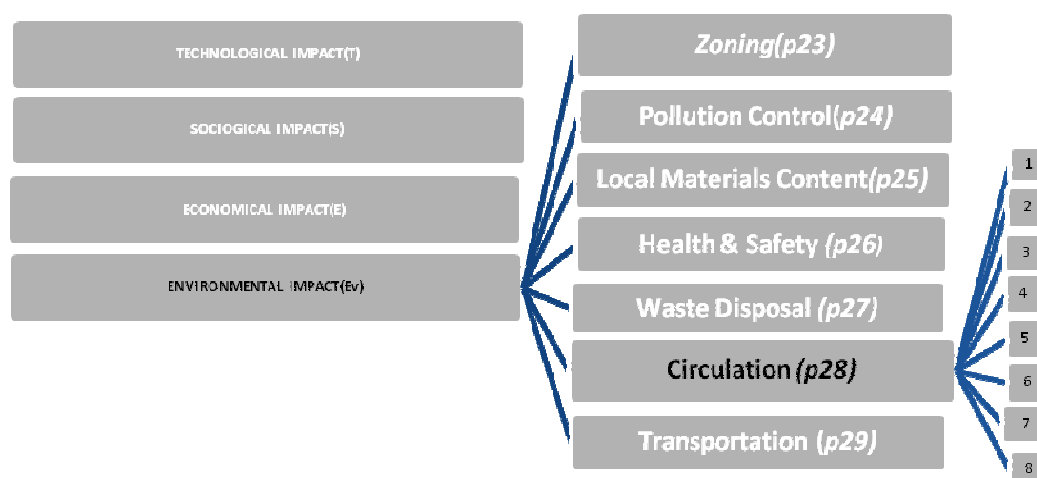 TECHNOLOGICAL IMPACT(T)
SOCIOGICAL IMPACT(S)
ECONOMICAL IMPACT(E)
ENVIRONMENTAL IMPACT(Ev)
Zoning(p23)
Pollution Control(p24)
Local Materials Content(p25)
Health & Safety (p26)
Waste Disposal (p27)
Circulation (p28)
Transportation (p29)
1
2
3
4
5
6
7
8